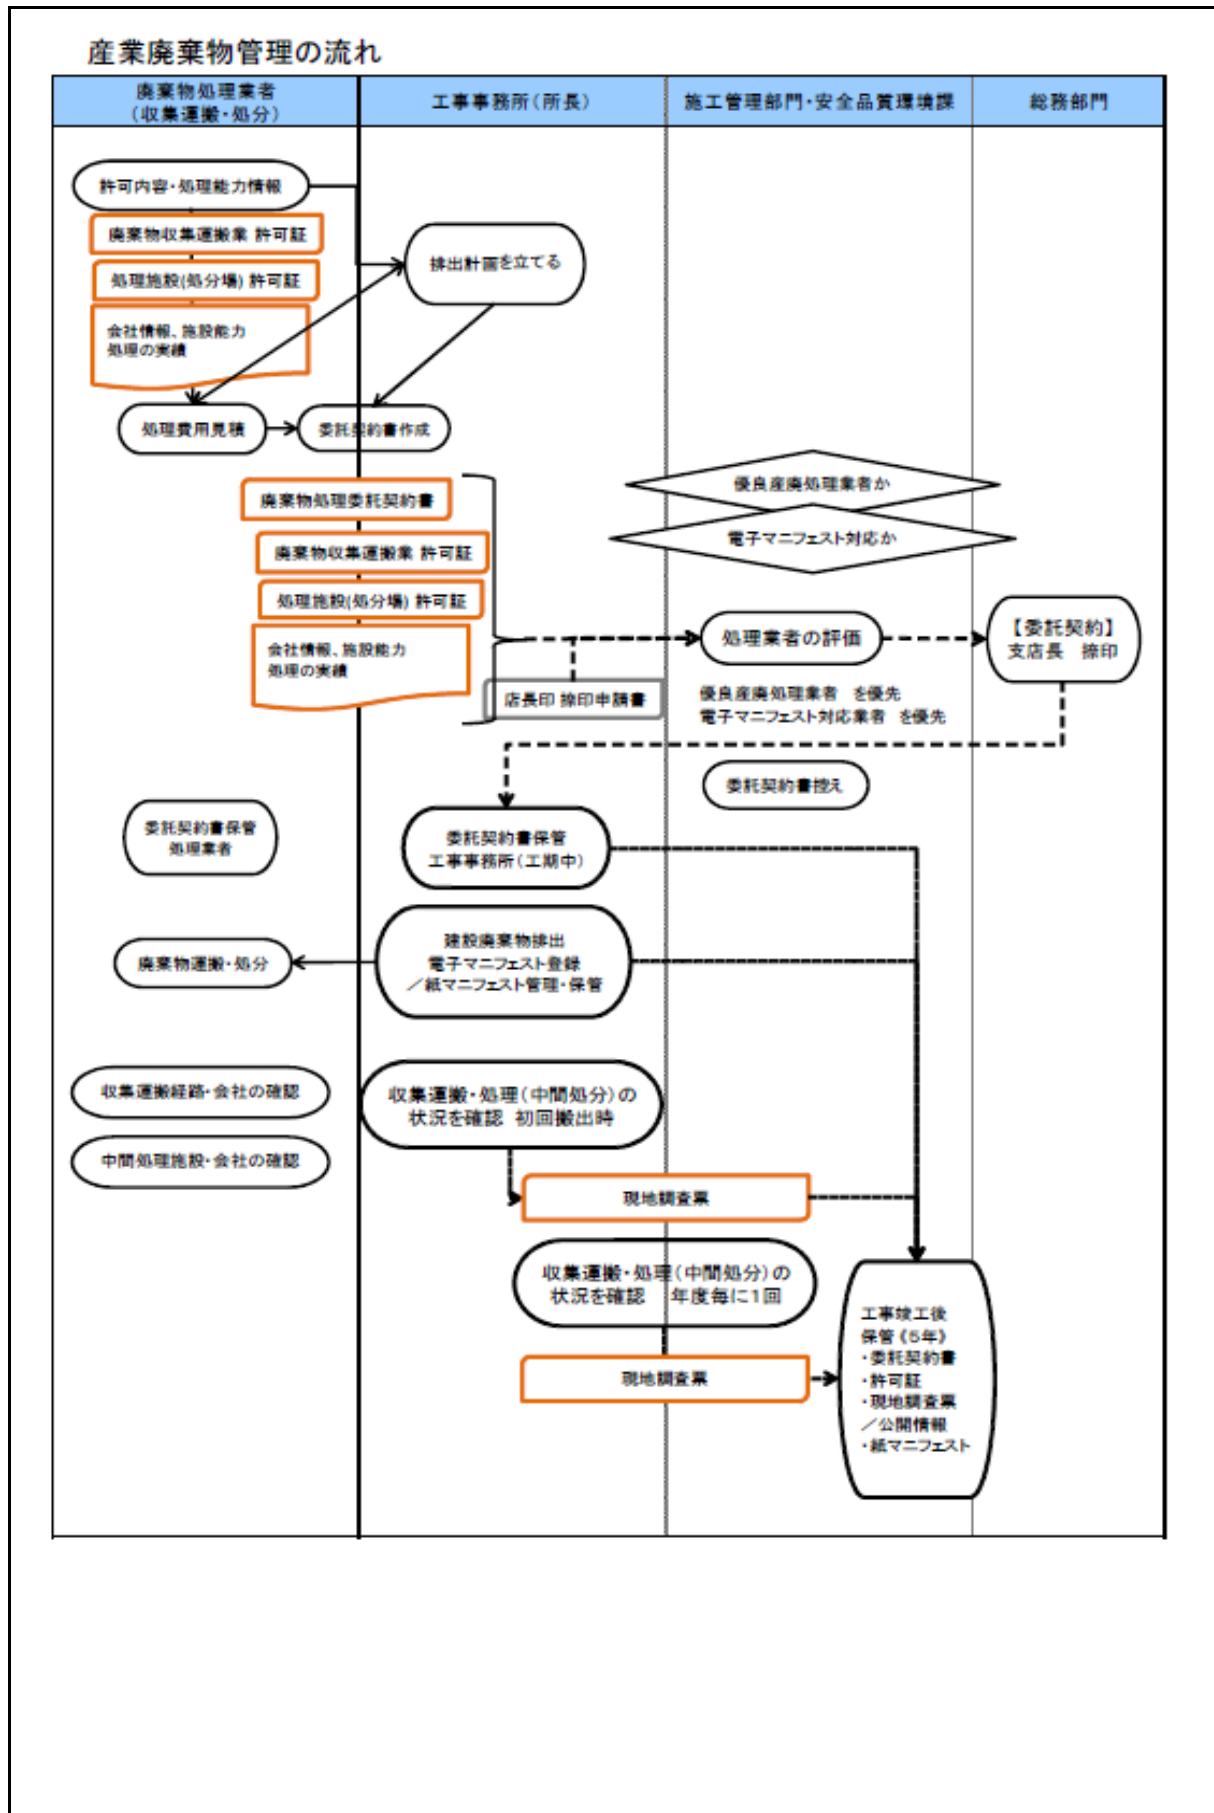 産業廃棄物管理の流れ
廃棄物処理業者
(収集運搬・処分)
工事事務所(所長)
施工管理部門・安全品質環境課
総務部門
許可内容・処理能力情報
廃棄物収集運搬業 許可証
処理施設(処分場) 許可証
会社情報、施設能力
処理の実績
排出計画を立てる
処理費用見積
委託契約書作成
廃棄物処理委託契約書
廃棄物収集運搬業 許可証
処理施設(処分場) 許可証
会社情報、施設能力
処理の実績
店長印 捺印申請書
優良産廃処理業者か
電子マニフェスト対応か
処理業者の評価
優良産廃処理業者 を優先
電子マニフェスト対応業者 を優先
【委託契約】
支店長 捺印
委託契約書控え
委託契約書保管
処理業者
委託契約書保管
工事事務所(工期中)
廃棄物運搬・処分
建設廃棄物排出
電子マニフェスト登録
/紙マニフェスト管理・保管
収集運搬経路・会社の確認
中間処理施設・会社の確認
収集運搬・処理(中間処分)の
状況を確認 初回搬出時
現地調査票
収集運搬・処理(中間処分)の
状況を確認 年度毎に1回
現地調査票
工事竣工後
保管《5年》
・委託契約書
・許可証
・現地調査票
/公開情報
・紙マニフェスト